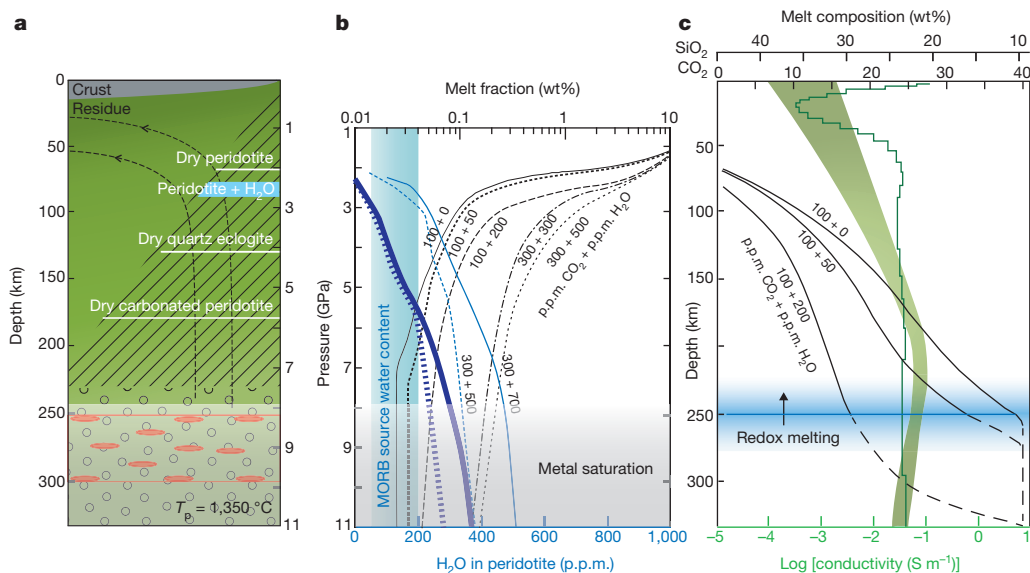 a
Depth (km)
0
50
100
150
200
250
300
Crust
Residue
Dry peridotite
Peridotite + H₂O
Dry quartz eclogite
Dry carbonated peridotite
Tp = 1,350 °C
1
3
5
7
9
11
b
Melt fraction (wt%)
0.01
0.1
1
10
Pressure (GPa)
1
3
5
7
9
11
MORB source water content
100 + 0
100 + 50
100 + 200
300 + 300
300 + 500
p.p.m. CO₂ + p.p.m. H₂O
300 + 500
300 + 700
Metal saturation
0
200
400
600
800
1,000
H₂O in peridotite (p.p.m.)
c
Melt composition (wt%)
SiO₂
40
30
20
10
CO₂
0
10
20
30
40
Depth (km)
0
50
100
150
200
250
300
100 + 0
100 + 50
100 + 200
p.p.m. CO₂ + p.p.m. H₂O
Redox melting
−5
−4
−3
−2
−1
0
1
Log [conductivity (S m⁻¹)]